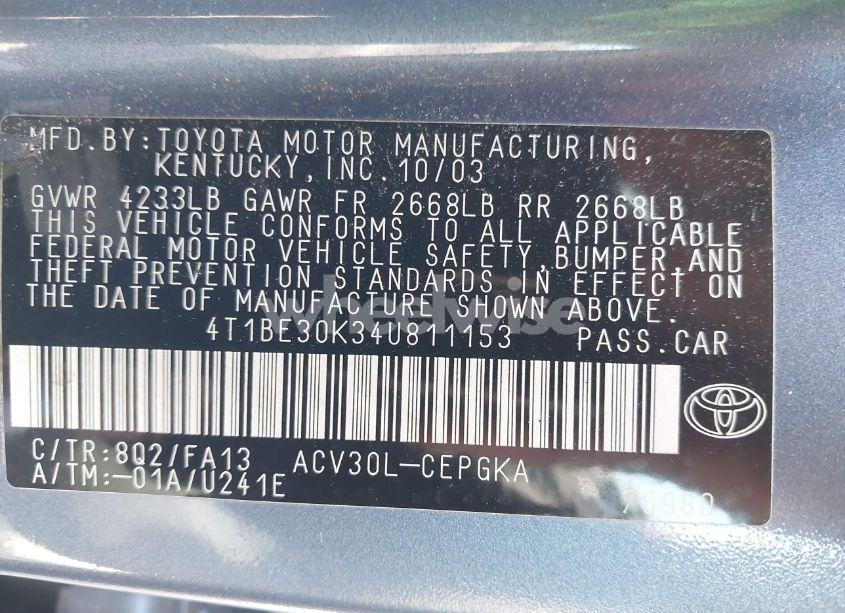 MFD.BY:TOYOTA MOTOR MANUFACTURING,
KENTUCKY,INC.10/03
GVWR 4233LB GAWR FR 2668LB RR 2668LB
THIS VEHICLE CONFORMS TO ALL APPLICABLE
FEDERAL MOTOR VEHICLE SAFETY,BUMPER,AND
THEFT PREVENTION STANDARDS IN EFFECT ON
THE DATE OF MANUFACTURE SHOWN ABOVE.
wheelwise
4T1BE30K34U811153 PASS.CAR
C/TR:8Q2/FA13 ACV30L-CEPGKA
A/TM:-01A/U241E 70980